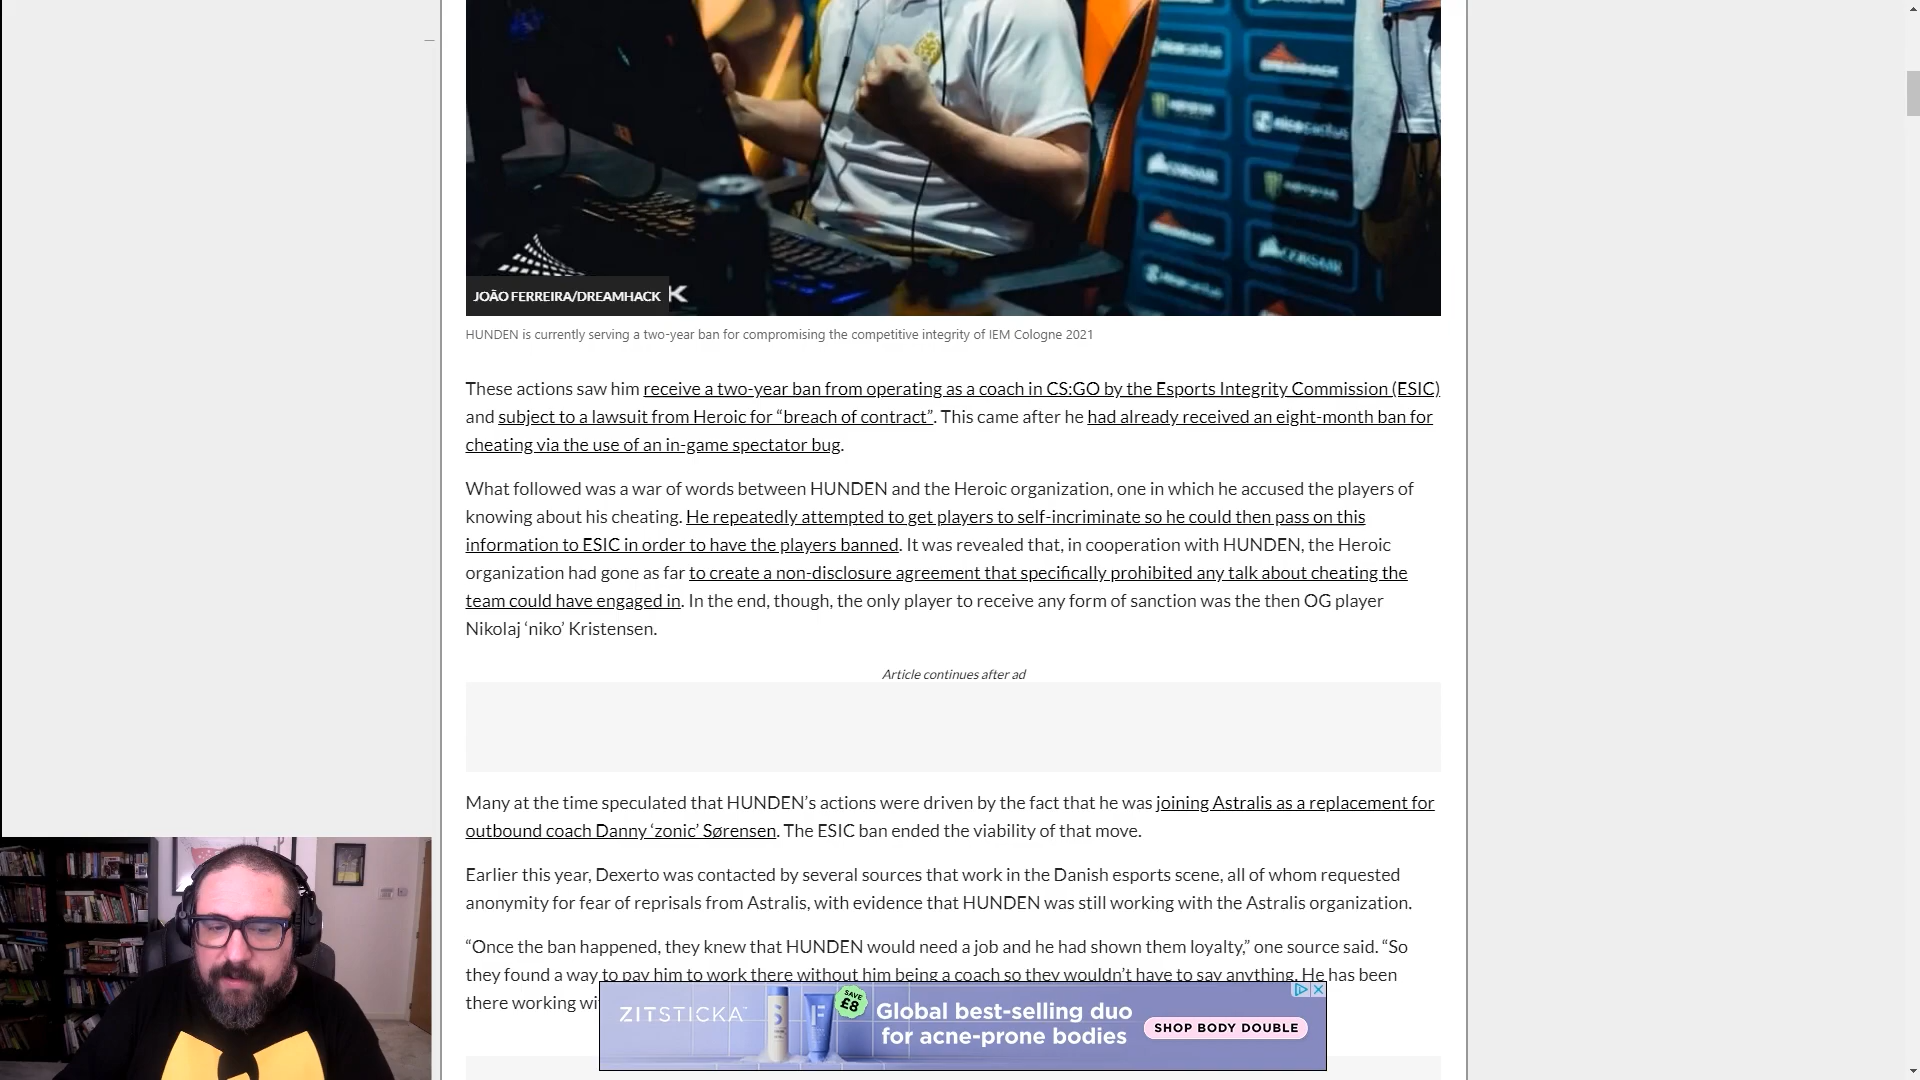 JOÃO FERREIRA/DREAMHACK
K
HUNDEN is currently serving a two-year ban for compromising the competitive integrity of IEM Cologne 2021
These actions saw him receive a two-year ban from operating as a coach in CS:GO by the Esports Integrity Commission (ESIC)
and subject to a lawsuit from Heroic for “breach of contract”. This came after he had already received an eight-month ban for
cheating via the use of an in-game spectator bug.
What followed was a war of words between HUNDEN and the Heroic organization, one in which he accused the players of
knowing about his cheating. He repeatedly attempted to get players to self-incriminate so he could then pass on this
information to ESIC in order to have the players banned. It was revealed that, in cooperation with HUNDEN, the Heroic
organization had gone as far to create a non-disclosure agreement that specifically prohibited any talk about cheating the
team could have engaged in. In the end, though, the only player to receive any form of sanction was the then OG player
Nikolaj ‘niko’ Kristensen.
Article continues after ad
Many at the time speculated that HUNDEN’s actions were driven by the fact that he was joining Astralis as a replacement for
outbound coach Danny ‘zonic’ Sørensen. The ESIC ban ended the viability of that move.
Earlier this year, Dexerto was contacted by several sources that work in the Danish esports scene, all of whom requested
anonymity for fear of reprisals from Astralis, with evidence that HUNDEN was still working with the Astralis organization.
“Once the ban happened, they knew that HUNDEN would need a job and he had shown them loyalty,” one source said. “So
they found a way to pay him to work there without him being a coach so they wouldn’t have to say anything. He has been
there working wi
ZITSTICKA
SAVE
£8
Global best-selling duo
for acne-prone bodies
SHOP BODY DOUBLE